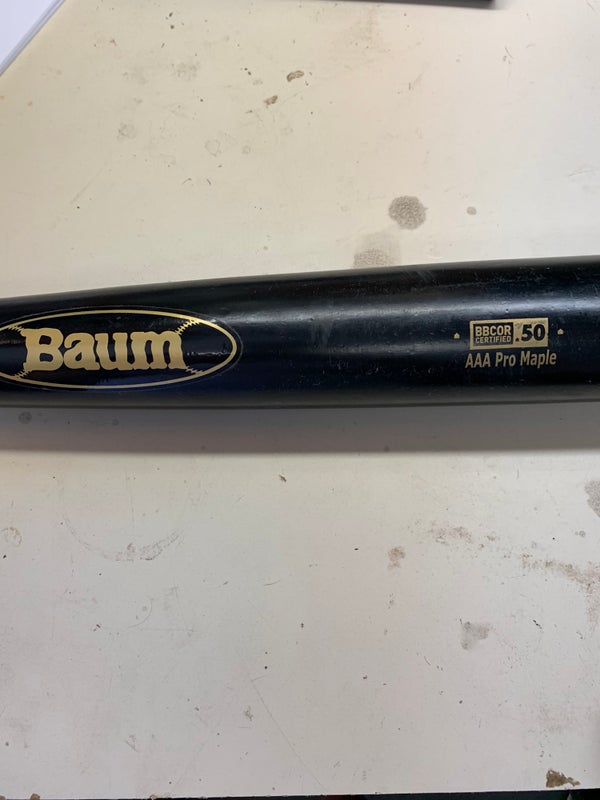 Baum
BBCOR
CERTIFIED .50
AAA Pro Maple